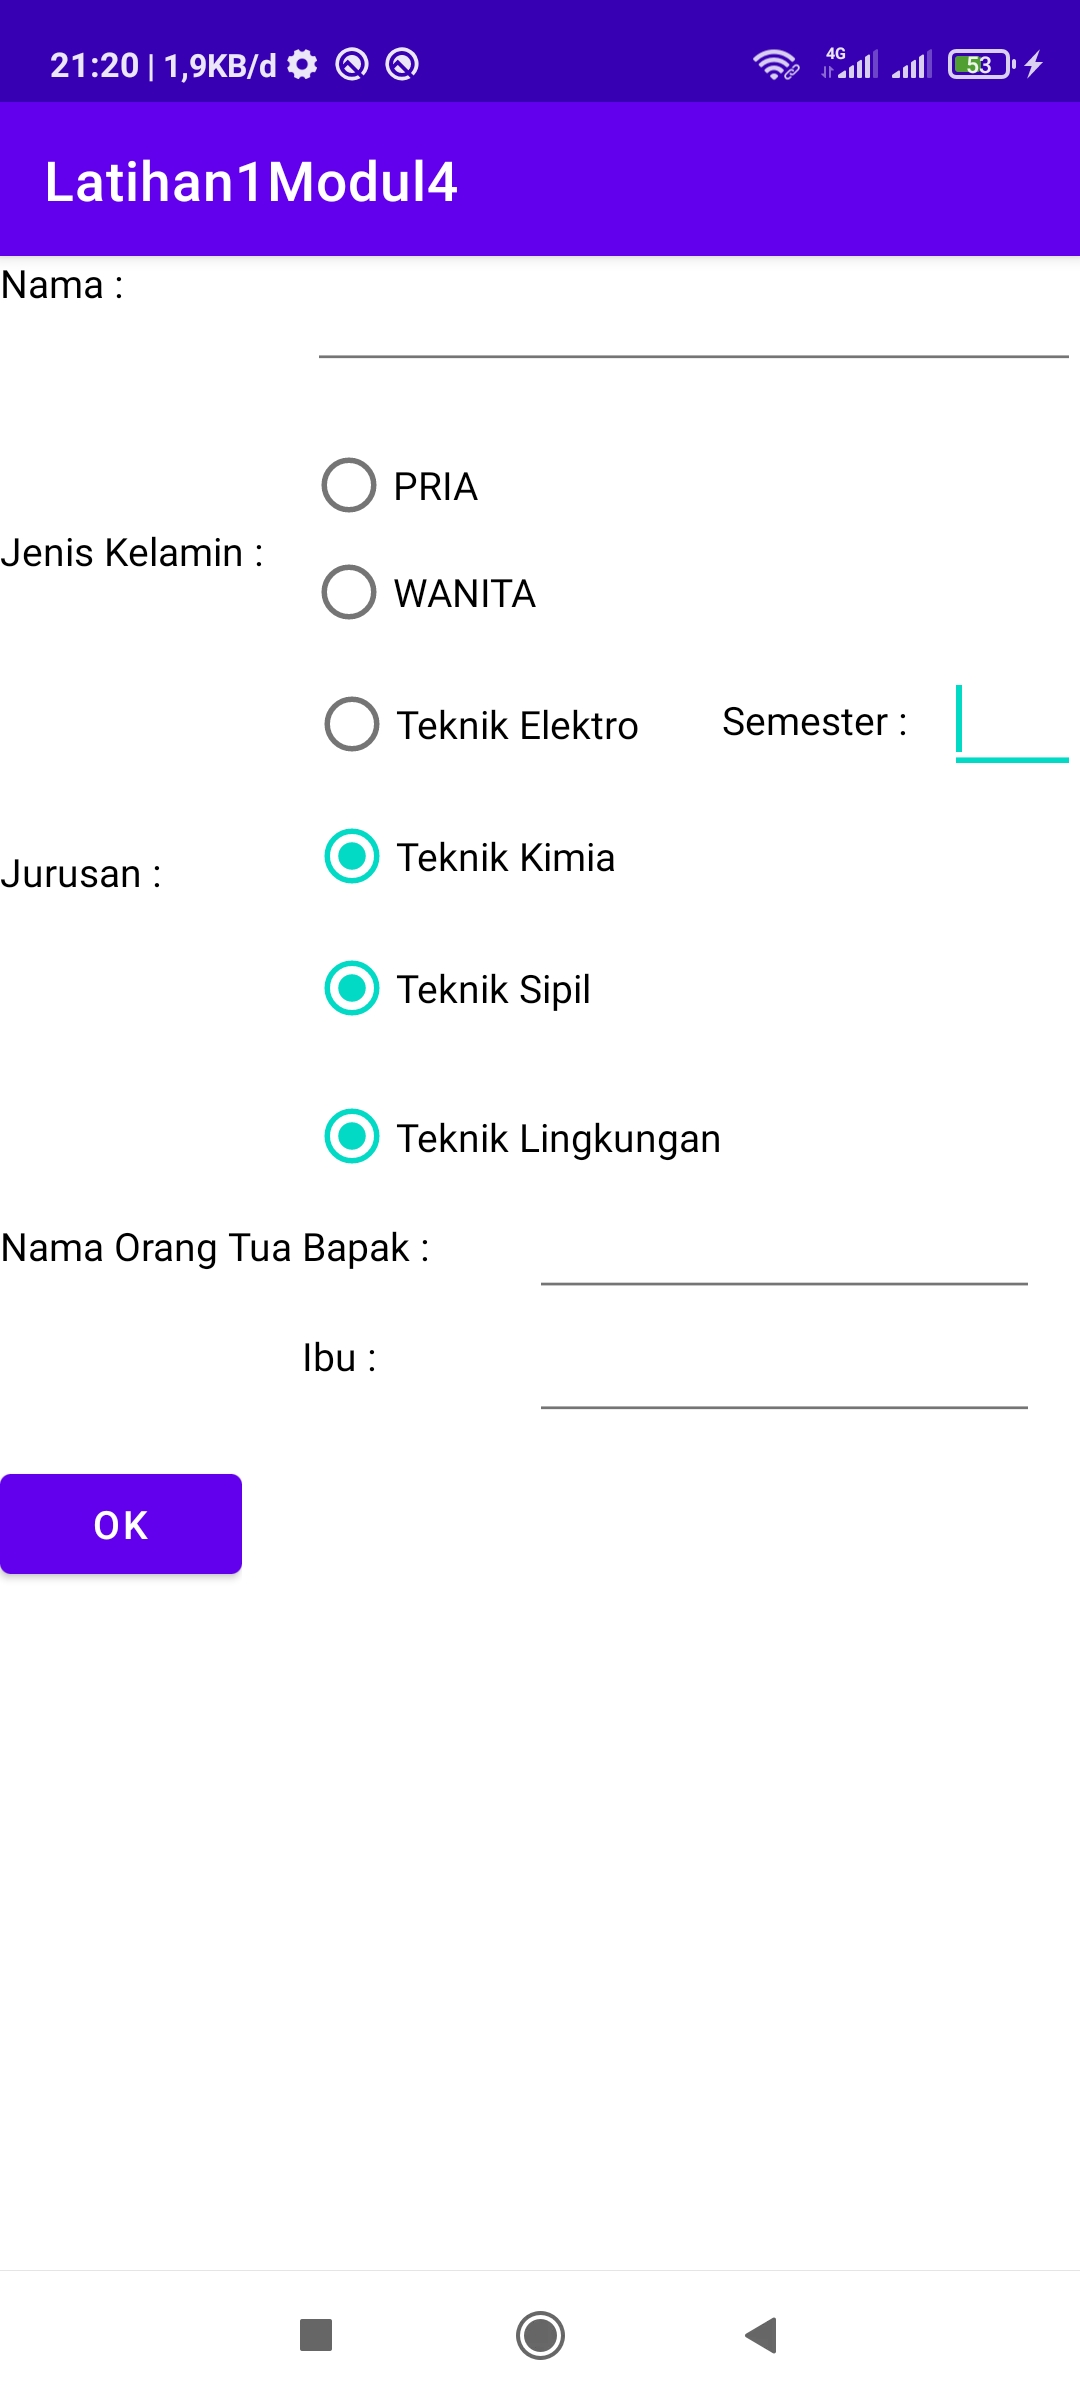 21:20 | 1,9KB/d 4G 53
Latihan1Modul4
Nama :
PRIA
Jenis Kelamin :
WANITA
Teknik Elektro Semester :
Teknik Kimia
Jurusan :
Teknik Sipil
Teknik Lingkungan
Nama Orang Tua Bapak :
Ibu :
OK